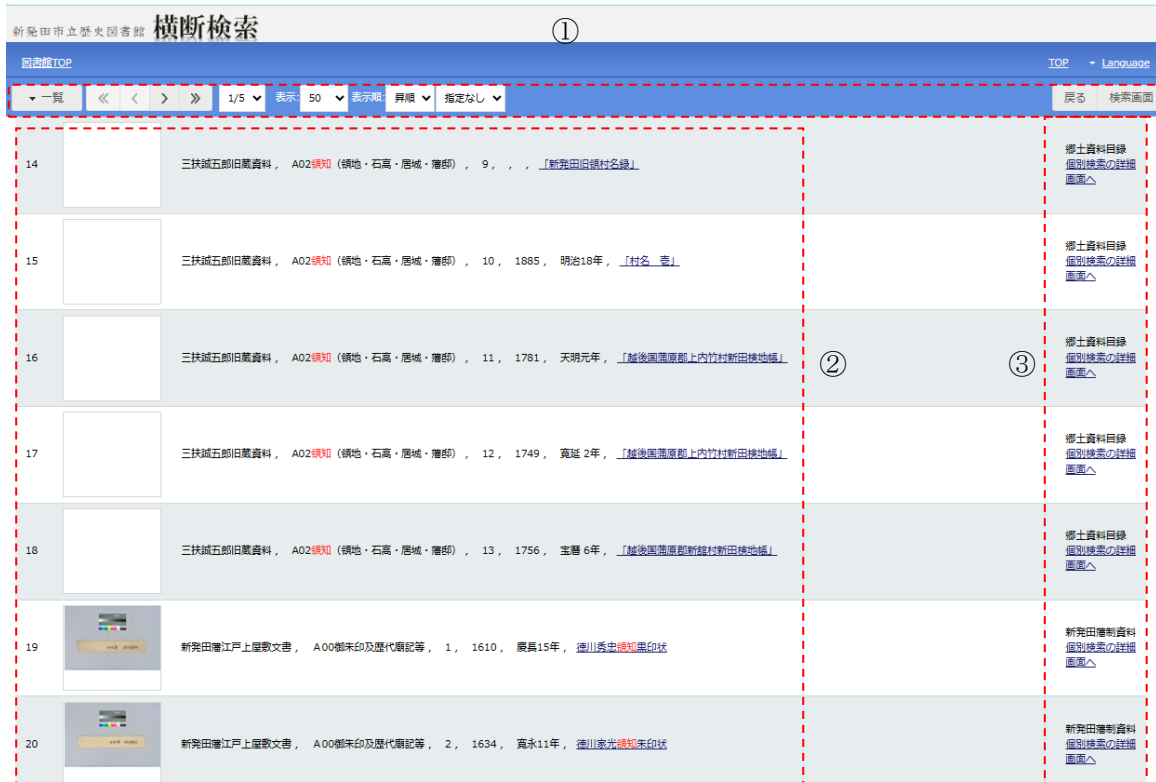 新発田市立歴史図書館 横断検索 ①
図書館TOP TOP Language
一覧 1/5 表示: 50 表示順: 昇順 指定なし 戻る 検索画面
14 三扶誠五郎旧蔵資料, A02領知（領地・石高・居城・藩邸）, 9, , , 「新発田旧領村名録」 郷土資料目録
個別検索の詳細
画面へ
15 三扶誠五郎旧蔵資料, A02領知（領地・石高・居城・藩邸）, 10, 1885, 明治18年, 「村名 壱」 郷土資料目録
個別検索の詳細
画面へ
16 三扶誠五郎旧蔵資料, A02領知（領地・石高・居城・藩邸）, 11, 1781, 天明元年, 「越後国蒲原郡上内竹村新田検地帳」 ② ③ 郷土資料目録
個別検索の詳細
画面へ
17 三扶誠五郎旧蔵資料, A02領知（領地・石高・居城・藩邸）, 12, 1749, 寛延 2年, 「越後国蒲原郡上内竹村新田検地帳」 郷土資料目録
個別検索の詳細
画面へ
18 三扶誠五郎旧蔵資料, A02領知（領地・石高・居城・藩邸）, 13, 1756, 宝暦 6年, 「越後国蒲原郡新館村新田検地帳」 郷土資料目録
個別検索の詳細
画面へ
19 新発田藩江戸上屋敷文書, A00御朱印及歴代廟記等, 1, 1610, 慶長15年, 徳川秀忠領知黒印状 新発田藩制資料
個別検索の詳細
画面へ
20 新発田藩江戸上屋敷文書, A00御朱印及歴代廟記等, 2, 1634, 寛永11年, 徳川家光領知朱印状 新発田藩制資料
個別検索の詳細
画面へ